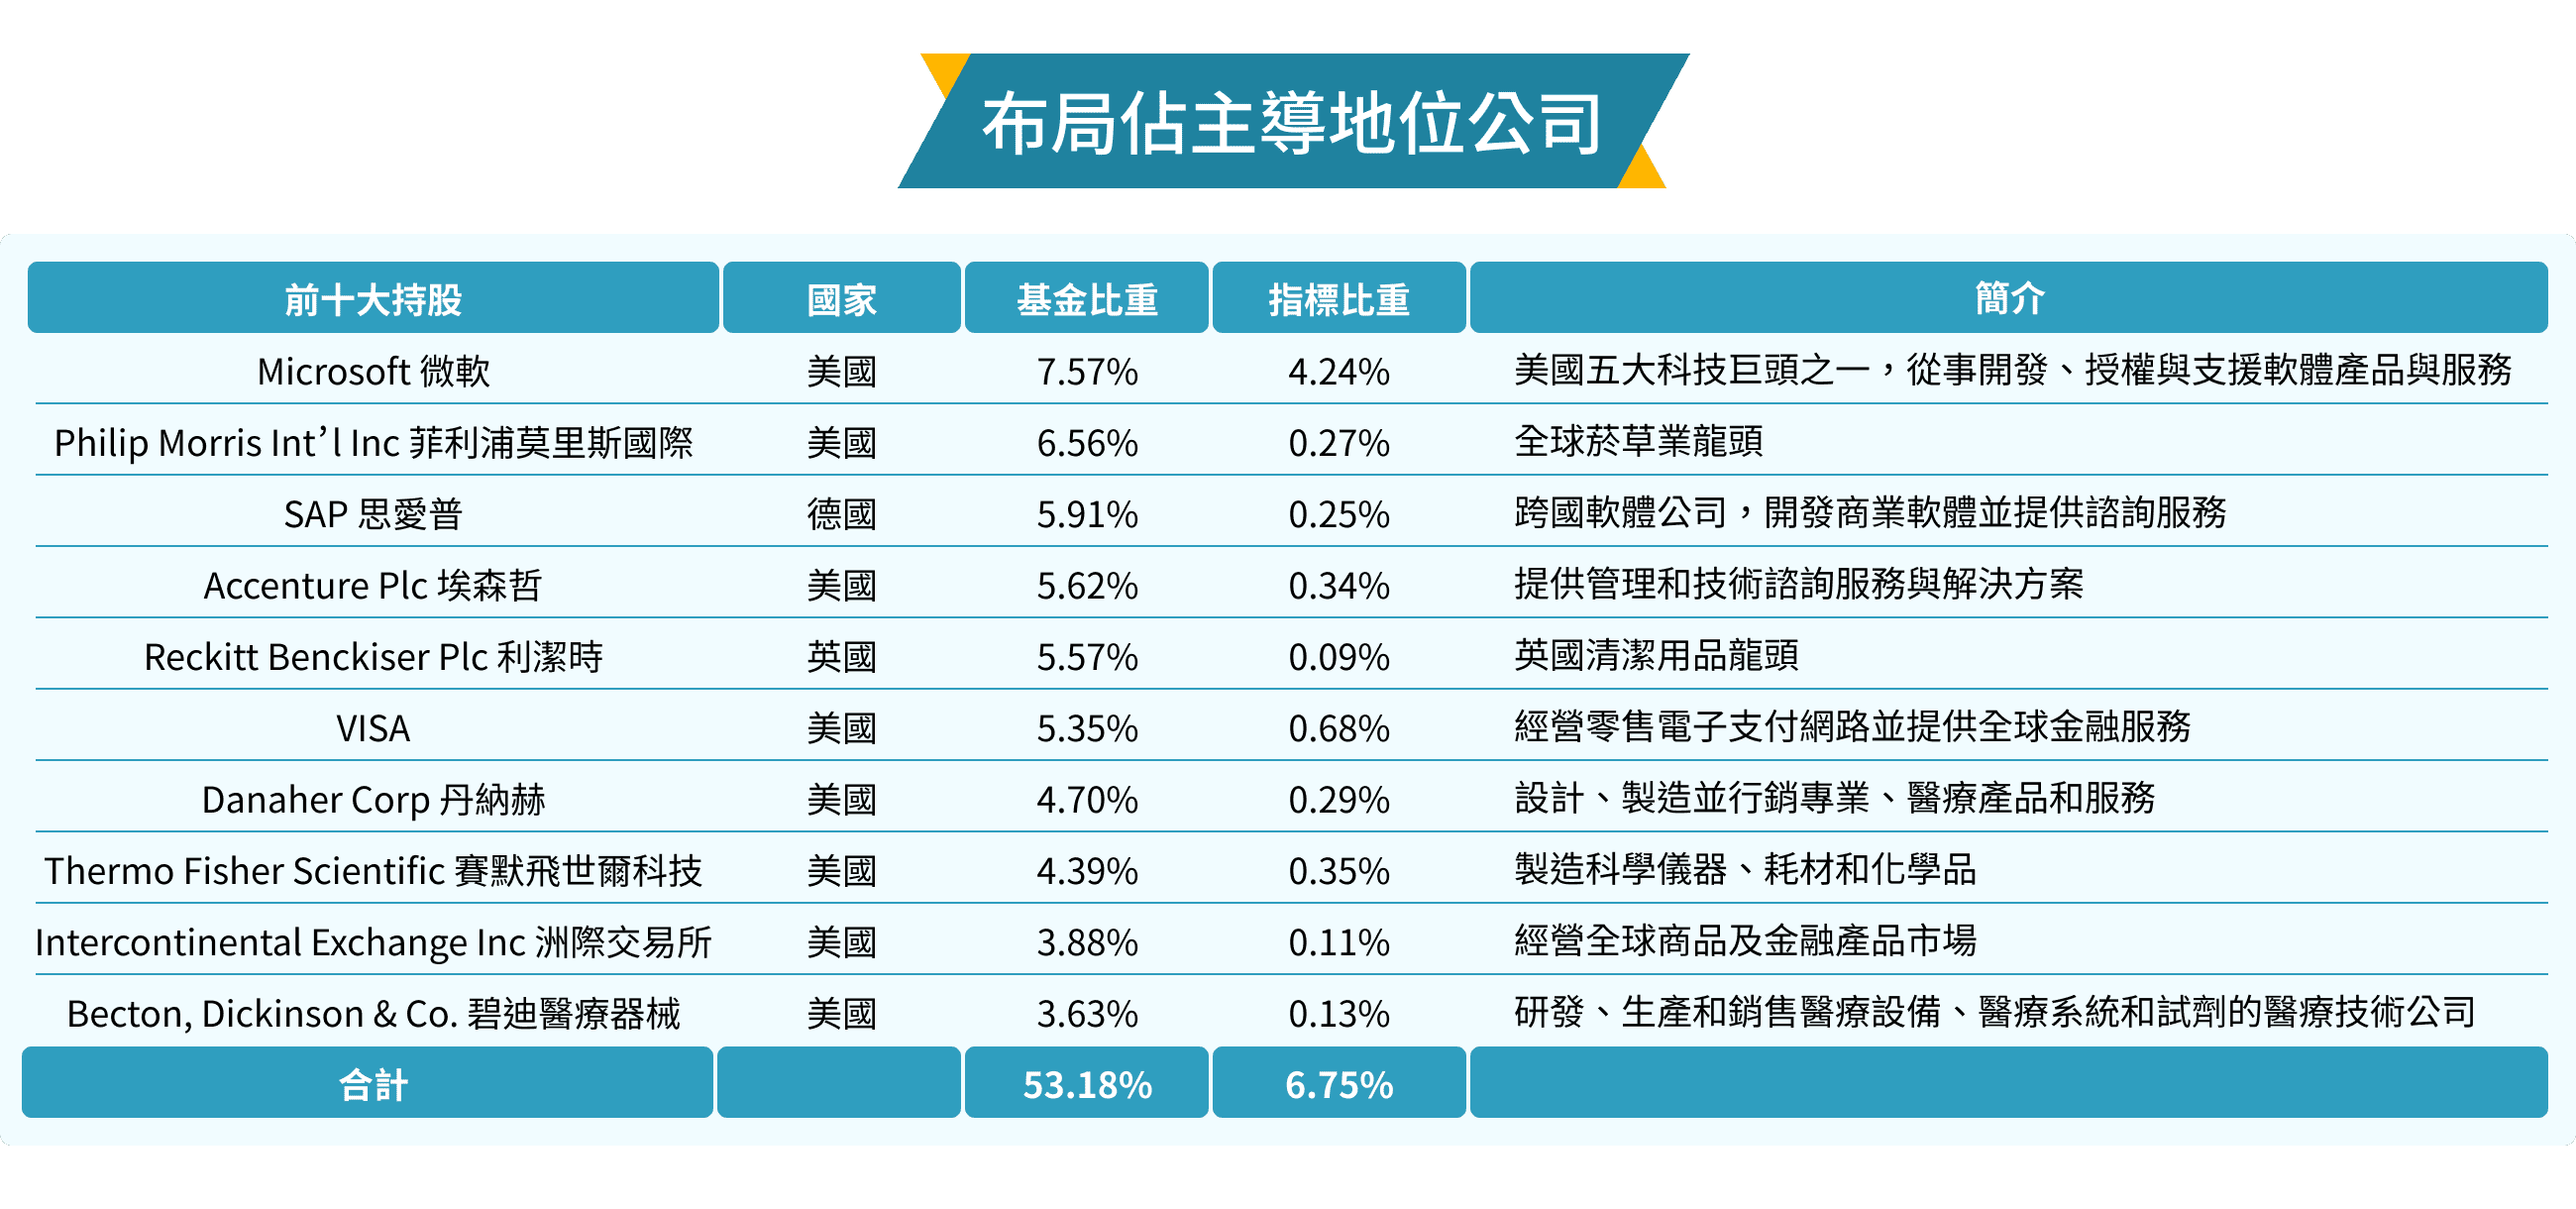 布局佔主導地位公司
前十大持股 國家 基金比重 指標比重 簡介
Microsoft 微軟 美國 7.57% 4.24% 美國五大科技巨頭之一，從事開發、授權與支援軟體產品與服務
Philip Morris Int’l Inc 菲利浦莫里斯國際 美國 6.56% 0.27% 全球菸草業龍頭
SAP 思愛普 德國 5.91% 0.25% 跨國軟體公司，開發商業軟體並提供諮詢服務
Accenture Plc 埃森哲 美國 5.62% 0.34% 提供管理和技術諮詢服務與解決方案
Reckitt Benckiser Plc 利潔時 英國 5.57% 0.09% 英國清潔用品龍頭
VISA 美國 5.35% 0.68% 經營零售電子支付網路並提供全球金融服務
Danaher Corp 丹納赫 美國 4.70% 0.29% 設計、製造並行銷專業、醫療產品和服務
Thermo Fisher Scientific 賽默飛世爾科技 美國 4.39% 0.35% 製造科學儀器、耗材和化學品
Intercontinental Exchange Inc 洲際交易所 美國 3.88% 0.11% 經營全球商品及金融產品市場
Becton, Dickinson & Co. 碧迪醫療器械 美國 3.63% 0.13% 研發、生產和銷售醫療設備、醫療系統和試劑的醫療技術公司
合計 53.18% 6.75%